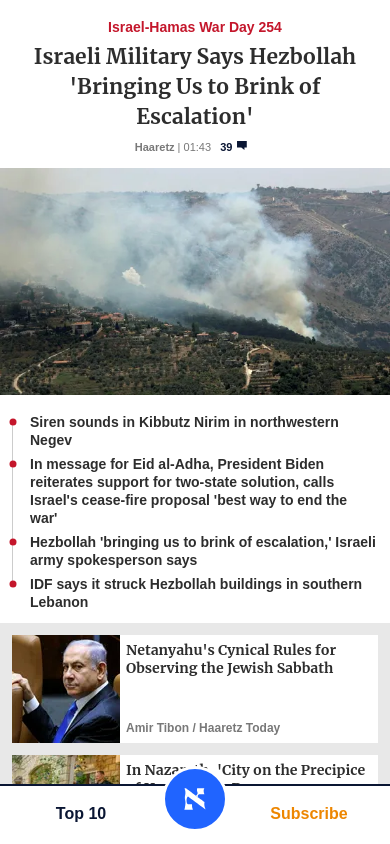 Israel-Hamas War Day 254
Israeli Military Says Hezbollah
'Bringing Us to Brink of
Escalation'
Haaretz | 01:43 39
Siren sounds in Kibbutz Nirim in northwestern
Negev
In message for Eid al-Adha, President Biden
reiterates support for two-state solution, calls
Israel's cease-fire proposal 'best way to end the
war'
Hezbollah 'bringing us to brink of escalation,' Israeli
army spokesperson says
IDF says it struck Hezbollah buildings in southern
Lebanon
Netanyahu's Cynical Rules for
Observing the Jewish Sabbath
Amir Tibon / Haaretz Today
In 'City on the Precipice
Top 10
Subscribe